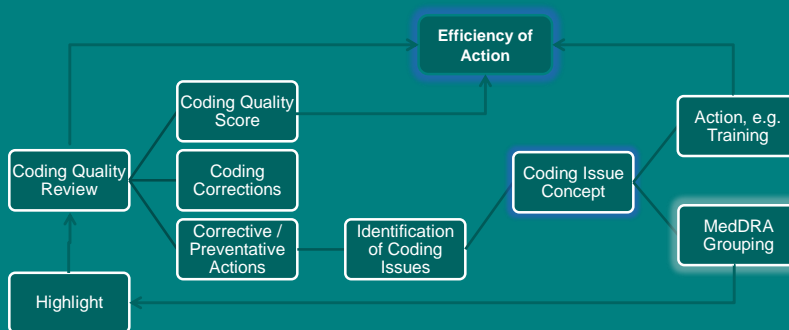 Efficiency of
Action
Coding Quality
Score
Action, e.g.
Training
Coding Quality
Review
Coding
Corrections
Coding Issue
Concept
Corrective /
Preventative
Actions
Identification
of Coding
Issues
MedDRA
Grouping
Highlight